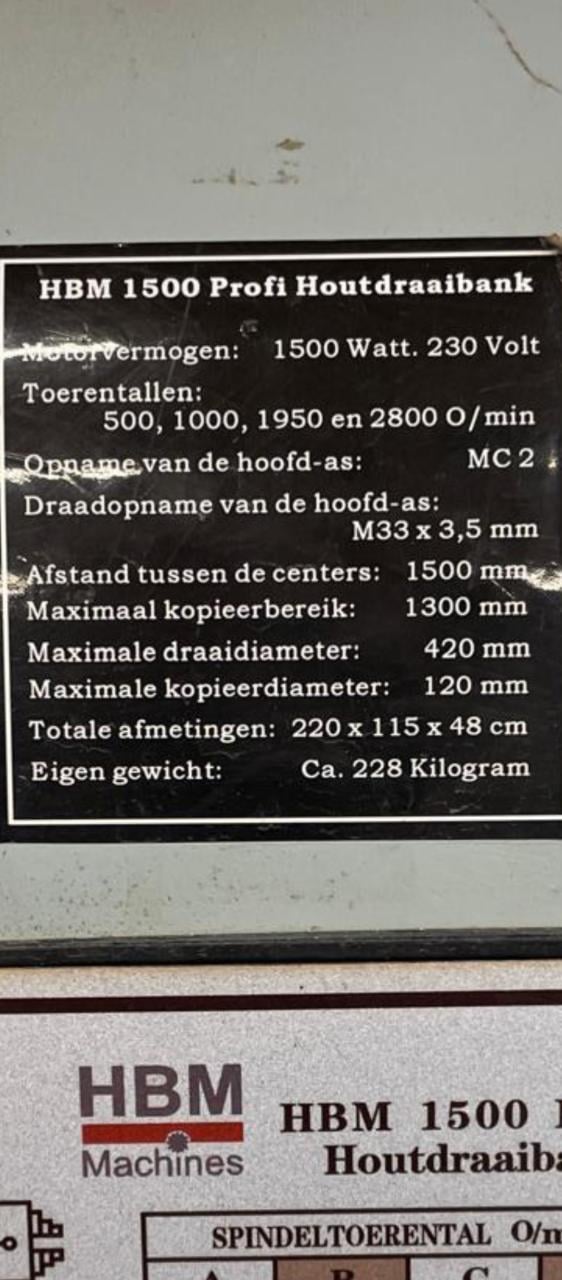 HBM 1500 Profi Houtdraaibank
Motorvermogen: 1500 Watt. 230 Volt
Toerentallen:
500, 1000, 1950 en 2800 O/min
Opname van de hoofd-as: MC 2
Draadopname van de hoofd-as:
M33 x 3,5 mm
Afstand tussen de centers: 1500 mm
Maximaal kopieerbereik: 1300 mm
Maximale draaidiameter: 420 mm
Maximale kopieerdiameter: 120 mm
Totale afmetingen: 220 x 115 x 48 cm
Eigen gewicht: Ca. 228 Kilogram
HBM
Machines
HBM 1500
Houtdraaiba
SPINDELTOERENTAL O/m
A B C